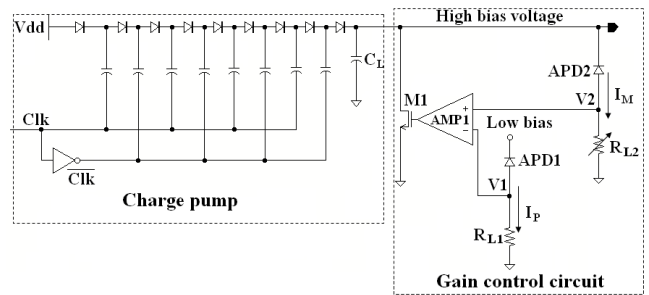 High bias voltage
Vdd
C_L
APD2
I_M
M1
V2
AMP1
+
−
Low bias
R_L2
Clk
APD1
V1
Clk
I_P
R_L1
Charge pump
Gain control circuit